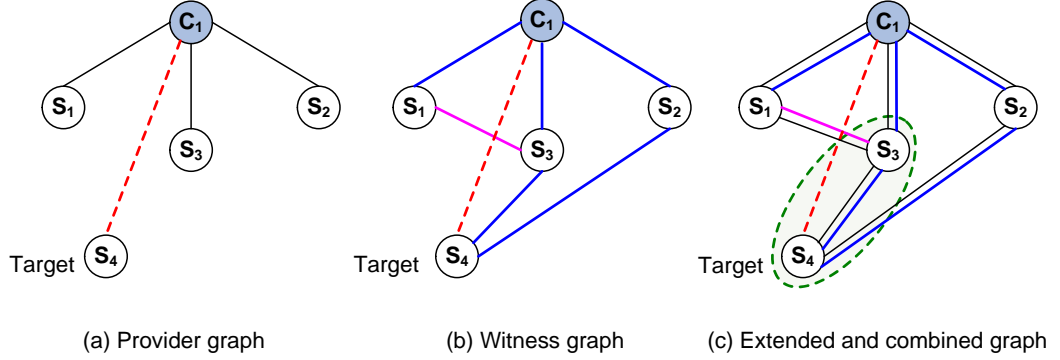 C1
S1
S2
S3
S4
Target
(a) Provider graph
C1
S1
S2
S3
S4
Target
(b) Witness graph
C1
S1
S2
S3
S4
Target
(c) Extended and combined graph